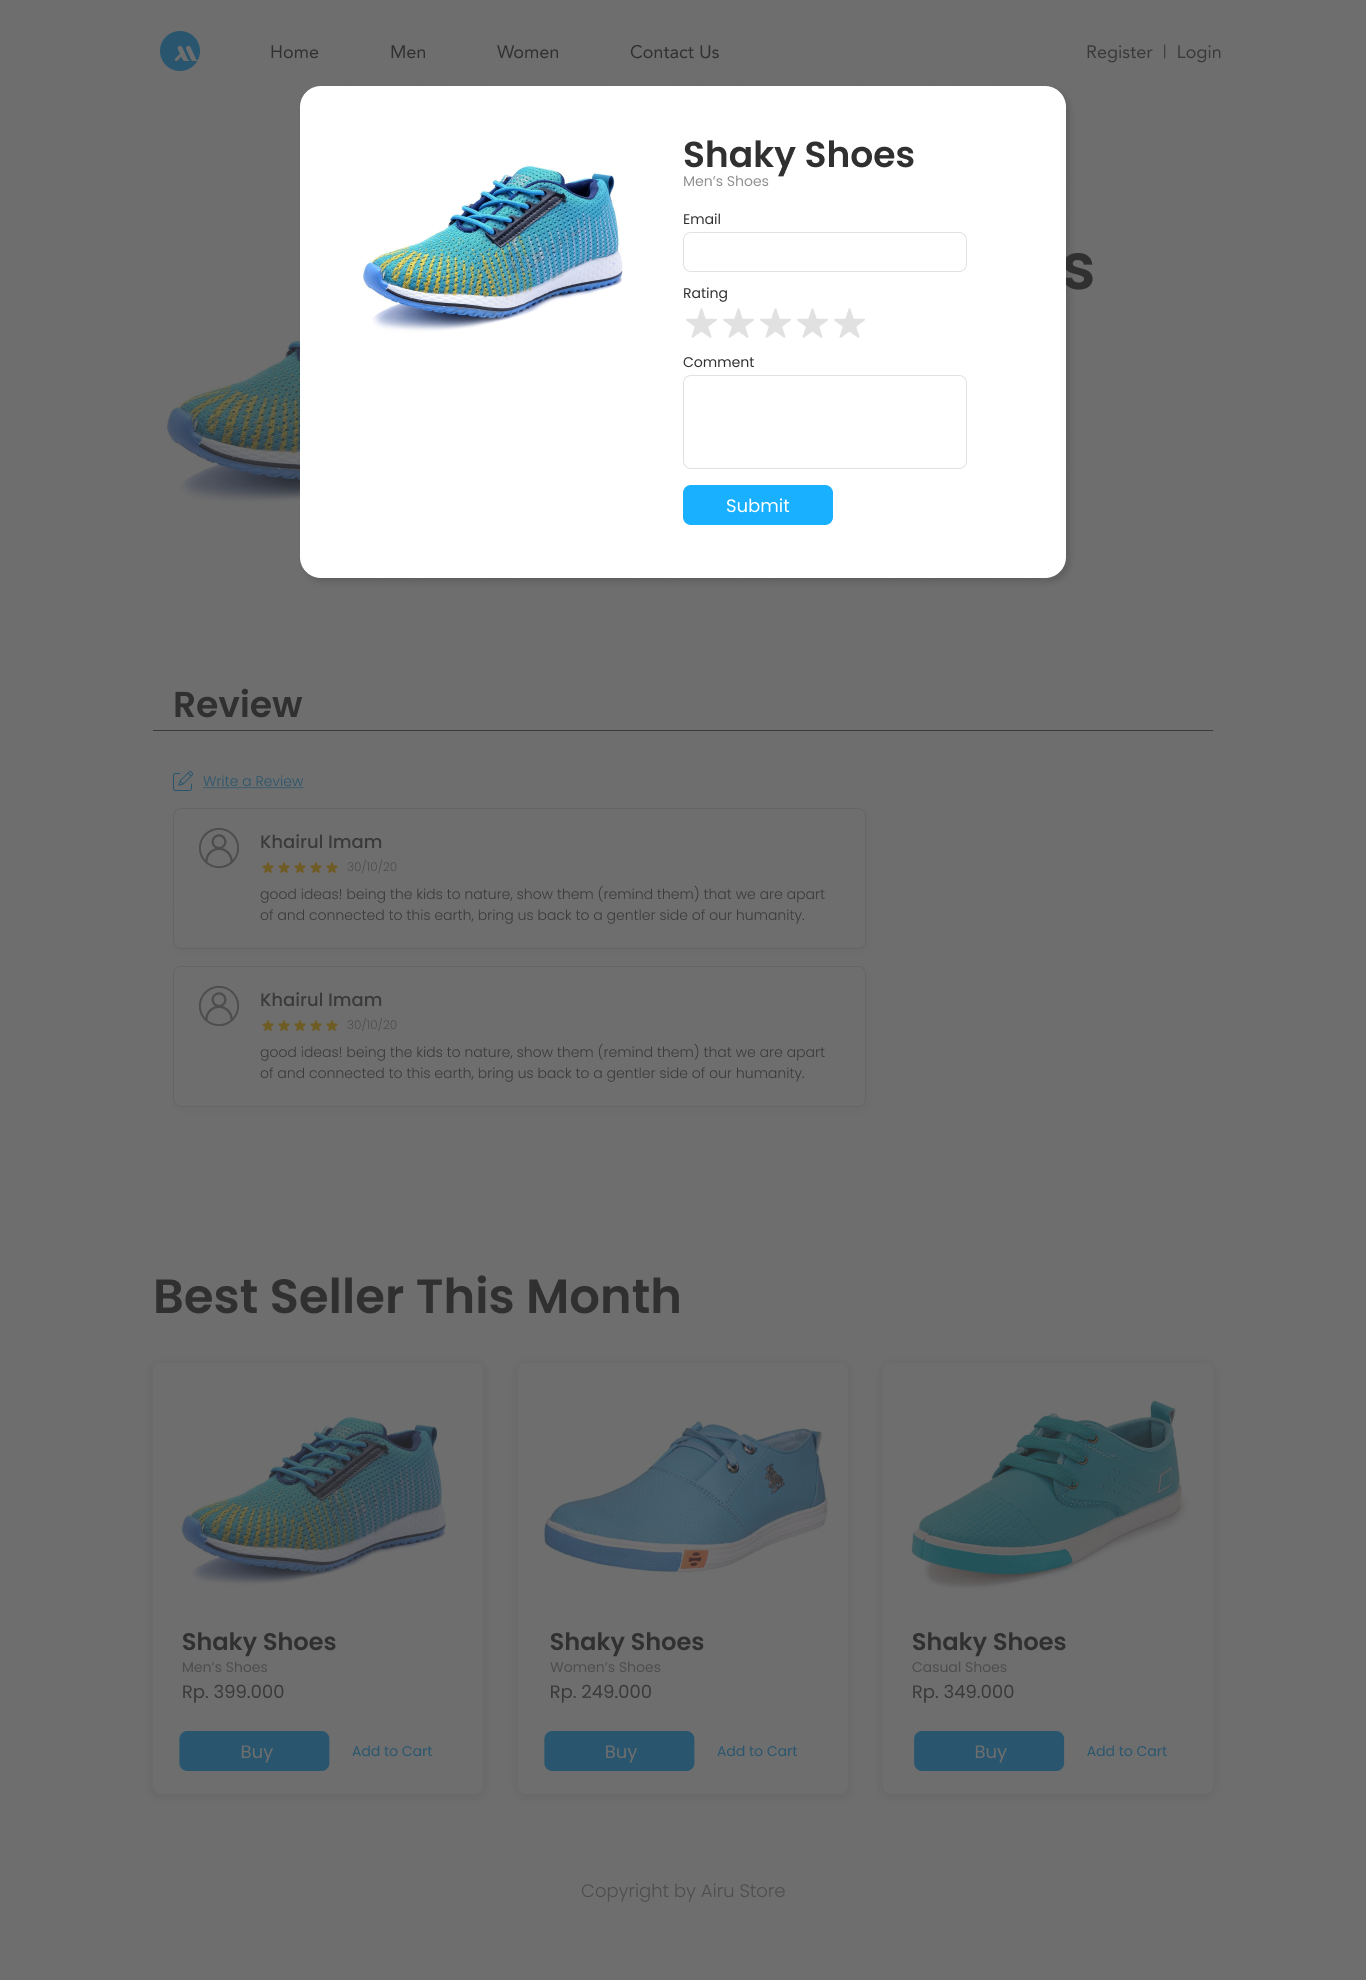 Home Men Women Contact Us Register | Login
Shaky Shoes
Men's Shoes
Email
Rating
Comment
Submit
s
Review
Write a Review
Khairul Imam
30/10/20
good ideas! being the kids to nature, show them (remind them) that we are apart
of and connected to this earth, bring us back to a gentler side of our humanity.
Khairul Imam
30/10/20
good ideas! being the kids to nature, show them (remind them) that we are apart
of and connected to this earth, bring us back to a gentler side of our humanity.
Best Seller This Month
Shaky Shoes
Men's Shoes
Rp. 399.000
Buy Add to Cart
Shaky Shoes
Women's Shoes
Rp. 249.000
Buy Add to Cart
Shaky Shoes
Casual Shoes
Rp. 349.000
Buy Add to Cart
Copyright by Airu Store